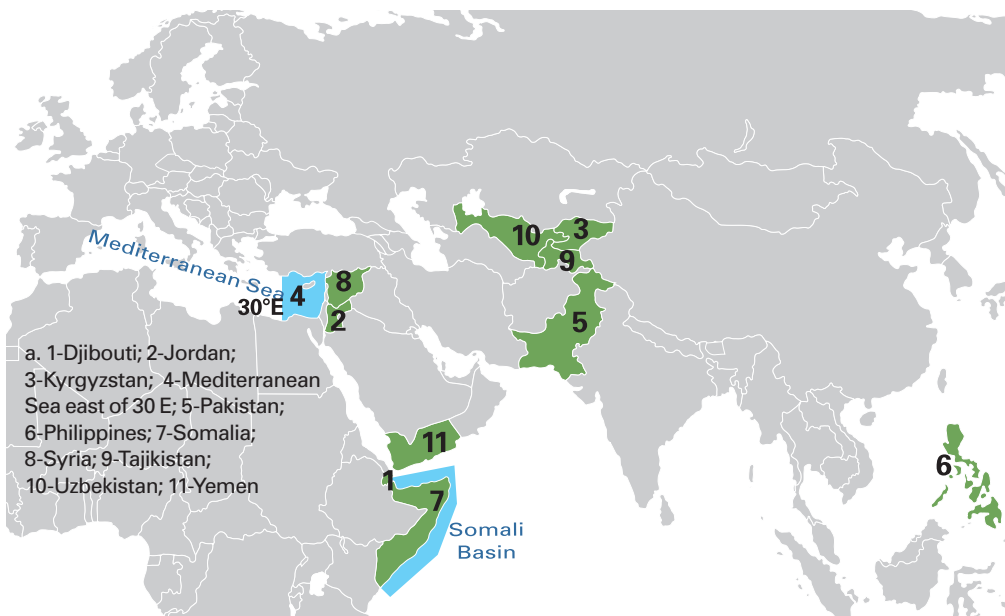 10
3
9
Mediterranean Sea
8
4
30°E
2
5
a. 1-Djibouti; 2-Jordan;
3-Kyrgyzstan; 4-Mediterranean
Sea east of 30 E; 5-Pakistan;
6-Philippines; 7-Somalia;
8-Syria; 9-Tajikistan;
10-Uzbekistan; 11-Yemen
11
6
1
7
Somali
Basin